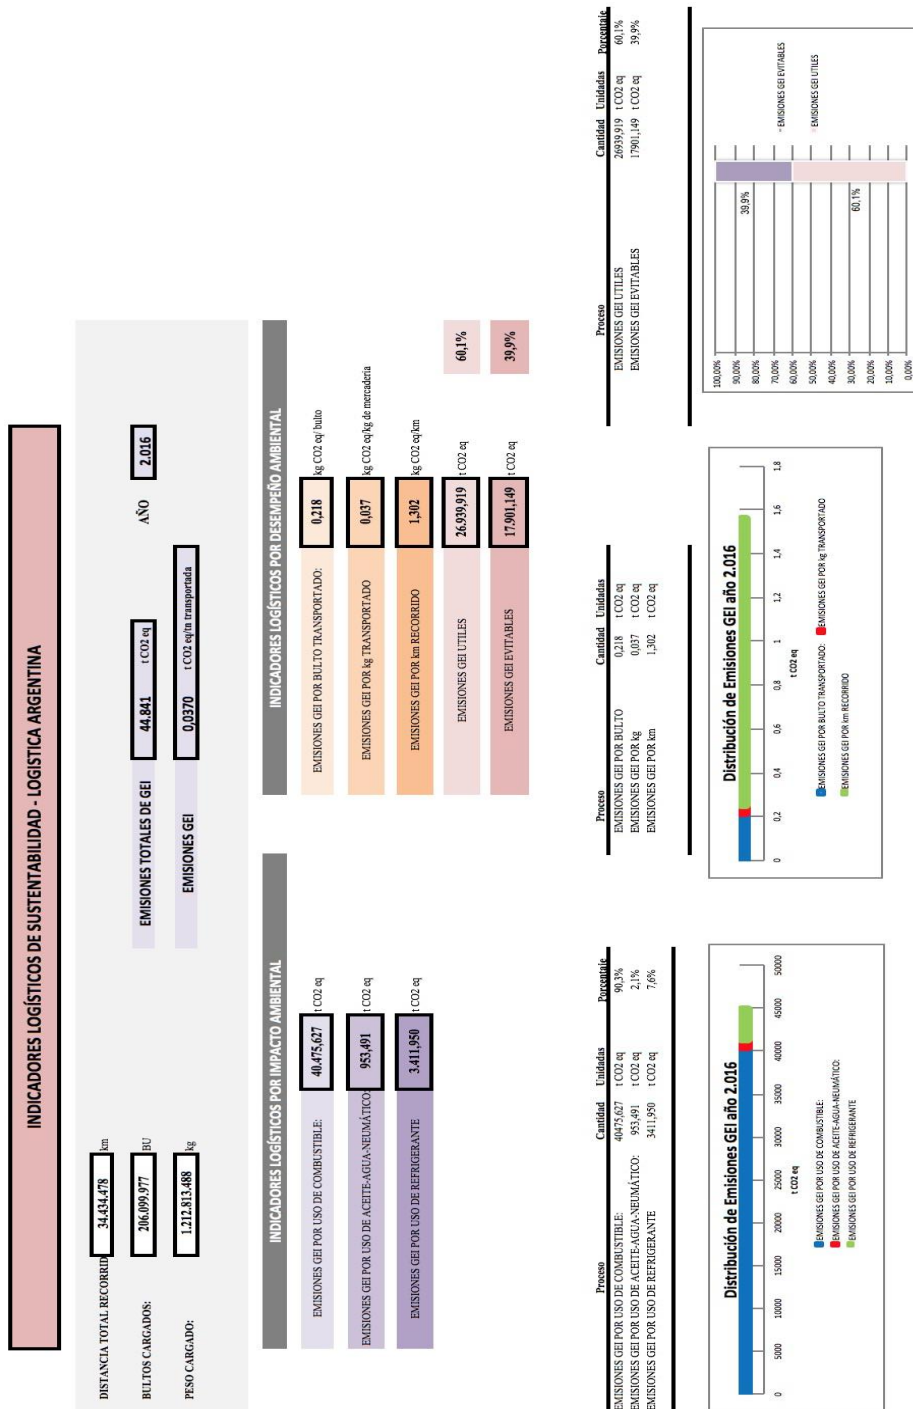 INDICADORES LOGÍSTICOS DE SUSTENTABILIDAD - LOGISTICA ARGENTINA
DISTANCIA TOTAL RECORRID 34.434.478 km
BULTOS CARGADOS: 206.099.977 BU EMISIONES TOTALES DE GEI 44.841 t CO2 eq AÑO 2.016
PESO CARGADO: 1.212.813.488 kg EMISIONES GEI 0,0370 t CO2 eq/tn transportada
INDICADORES LOGÍSTICOS POR IMPACTO AMBIENTAL
EMISIONES GEI POR USO DE COMBUSTIBLE: 40.475,627 t CO2 eq
EMISIONES GEI POR USO DE ACEITE-AGUA-NEUMÁTICO: 953,491 t CO2 eq
EMISIONES GEI POR USO DE REFRIGERANTE 3.411,950 t CO2 eq
INDICADORES LOGÍSTICOS POR DESEMPEÑO AMBIENTAL
EMISIONES GEI POR BULTO TRANSPORTADO: 0,218 kg CO2 eq/ bulto
EMISIONES GEI POR kg TRANSPORTADO 0,037 kg CO2 eq/kg de mercaderia
EMISIONES GEI POR km RECORRIDO 1,302 kg CO2 eq/km
EMISIONES GEI UTILES 26.939,919 t CO2 eq 60,1%
EMISIONES GEI EVITABLES 17.901,149 t CO2 eq 39,9%
Proceso Cantidad Unidadas Porcentaje
EMISIONES GEI POR USO DE COMBUSTIBLE: 40475,627 t CO2 eq 90,3%
EMISIONES GEI POR USO DE ACEITE-AGUA-NEUMÁTICO: 953,491 t CO2 eq 2,1%
EMISIONES GEI POR USO DE REFRIGERANTE 3411,950 t CO2 eq 7,6%
Proceso Cantidad Unidadas
EMISIONES GEI POR BULTO 0,218 t CO2 eq
EMISIONES GEI POR kg 0,037 t CO2 eq
EMISIONES GEI POR km 1,302 t CO2 eq
Proceso Cantidad Unidadas Porcentaje
EMISIONES GEI UTILES 26939,919 t CO2 eq 60,1%
EMISIONES GEI EVITABLES 17901,149 t CO2 eq 39,9%
Distribución de Emisiones GEI año 2.016
0 5000 10000 15000 20000 25000 30000 35000 40000 45000 50000
t CO2 eq
EMISIONES GEI POR USO DE COMBUSTIBLE:
EMISIONES GEI POR USO DE ACEITE-AGUA-NEUMÁTICO:
EMISIONES GEI POR USO DE REFRIGERANTE
Distribución de Emisiones GEI año 2.016
0 0,2 0,4 0,6 0,8 1 1,2 1,4 1,6 1,8
t CO2 eq
EMISIONES GEI POR BULTO TRANSPORTADO: EMISIONES GEI POR kg TRANSPORTADO
EMISIONES GEI POR km RECORRIDO
100,00%
90,00%
80,00%
70,00%
60,00%
50,00%
40,00%
30,00%
20,00%
10,00%
0,00%
39,9%
60,1%
EMISIONES GEI EVITABLES
EMISIONES GEI UTILES